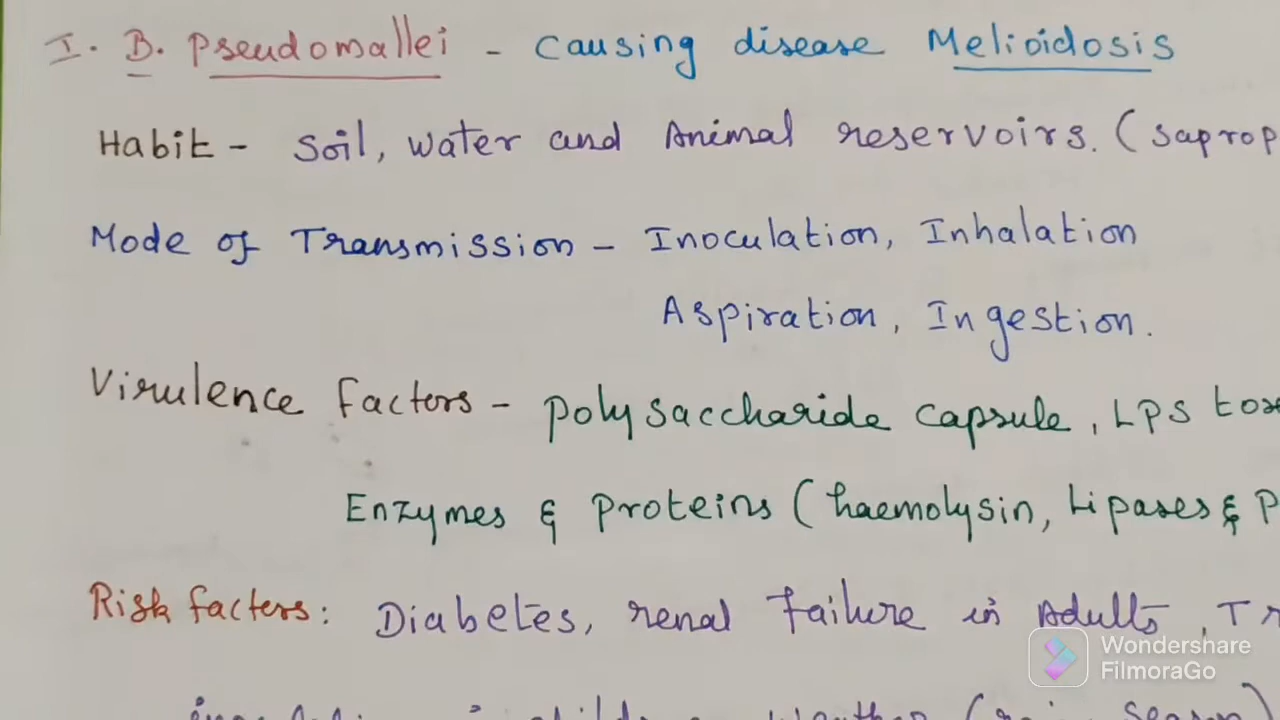 I. B. Pseudomallei - causing disease Melioidosis
Habit - Soil, water and Animal reservoirs. (Saprop
Mode of Transmission - Inoculation, Inhalation
Aspiration, Ingestion.
Virulence factors - Polysaccharide capsule, LPS tox
Enzymes & Proteins (haemolysin, Lipases & P
Risk factors: Diabetes, renal failure in Adults, Tr
Wondershare
FilmoraGo